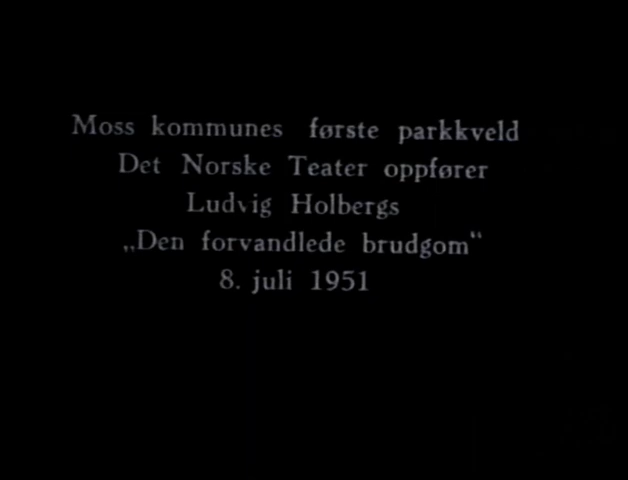 Moss kommunes første parkkveld
Det Norske Teater oppfører
Ludvig Holbergs
„Den forvandlede brudgom“
8. juli 1951